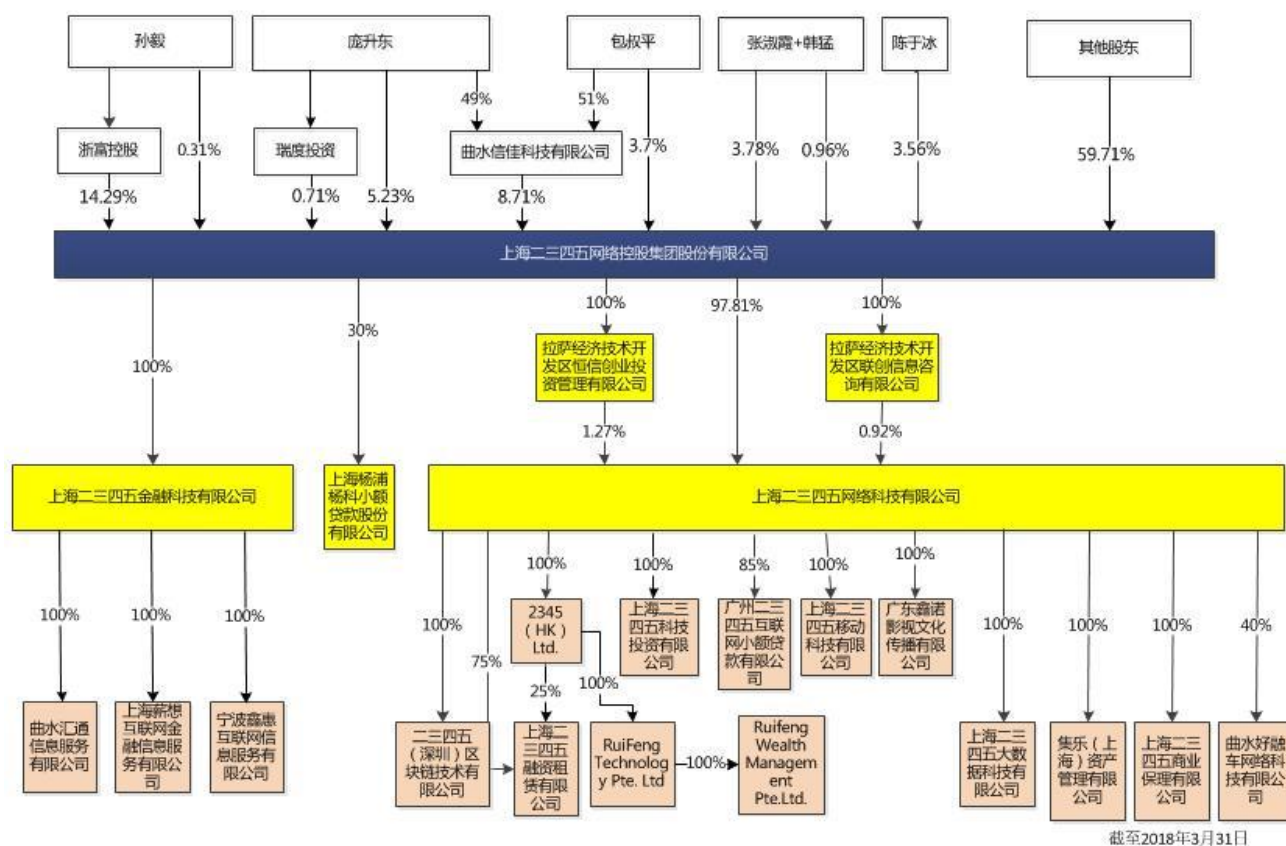 孙毅
庞升东
包叔平
张淑霞+韩猛
陈于冰
其他股东
49%
51%
浙富控股
0.31%
瑞度投资
曲水信佳科技有限公司
3.7%
3.78%
0.96%
3.56%
59.71%
14.29%
0.71%
5.23%
8.71%
上海二三四五网络控股集团股份有限公司
100%
97.81%
100%
30%
100%
拉萨经济技术开
发区恒信创业投
资管理有限公司
拉萨经济技术开
发区联创信息咨
询有限公司
1.27%
0.92%
上海二三四五金融科技有限公司
上海杨浦
杨科小额
贷款股份
有限公司
上海二三四五网络科技有限公司
100%
100%
100%
100%
75%
100%
100%
85%
100%
100%
100%
100%
100%
40%
2345
（HK）
Ltd.
上海二三
四五科技
投资有限
公司
广州二三
四五互联
网小额贷
款有限公
司
上海二三
四五移动
科技有限
公司
广东鑫诺
影视文化
传播有限
公司
25%
100%
曲水汇通
信息服务
有限公司
上海薪想
互联网金
融信息服
务有限公司
宁波鑫惠
互联网信
息服务有
限公司
二三四五
（深圳）区
块链技术有
限公司
上海二三
四五
融资租
赁有限
公司
RuiFeng
Technolog
y Pte. Ltd
100%
Ruifeng
Wealth
Managem
ent
Pte.Ltd.
上海二三
四五大数
据科技有
限公司
集乐（上
海）资产
管理有限
公司
上海二三
四五商业
保理有限
公司
曲水好融
车网络科
技有限公
司
截至2018年3月31日